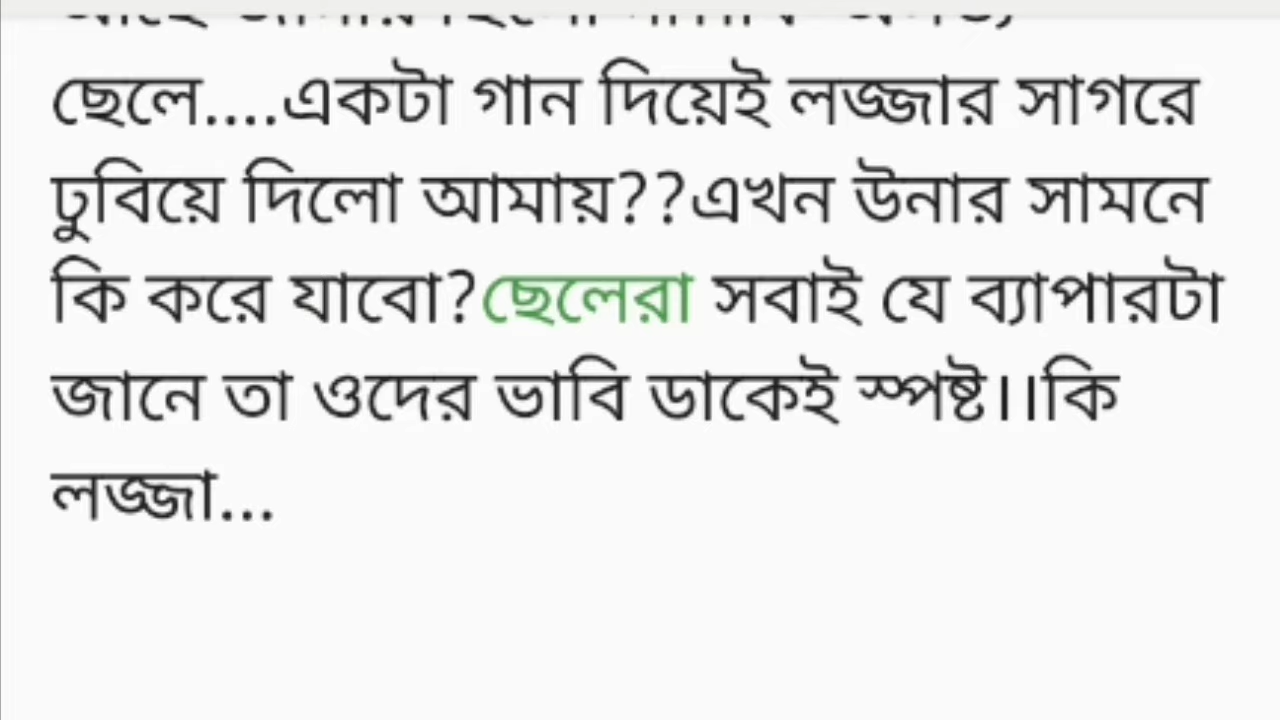 ছেলে....একটা গান দিয়েই লজ্জার সাগরে
ঢুবিয়ে দিলো আমায়??এখন উনার সামনে
কি করে যাবো?ছেলেরা সবাই যে ব্যাপারটা
জানে তা ওদের ভাবি ডাকেই স্পষ্ট।।কি
লজ্জা...